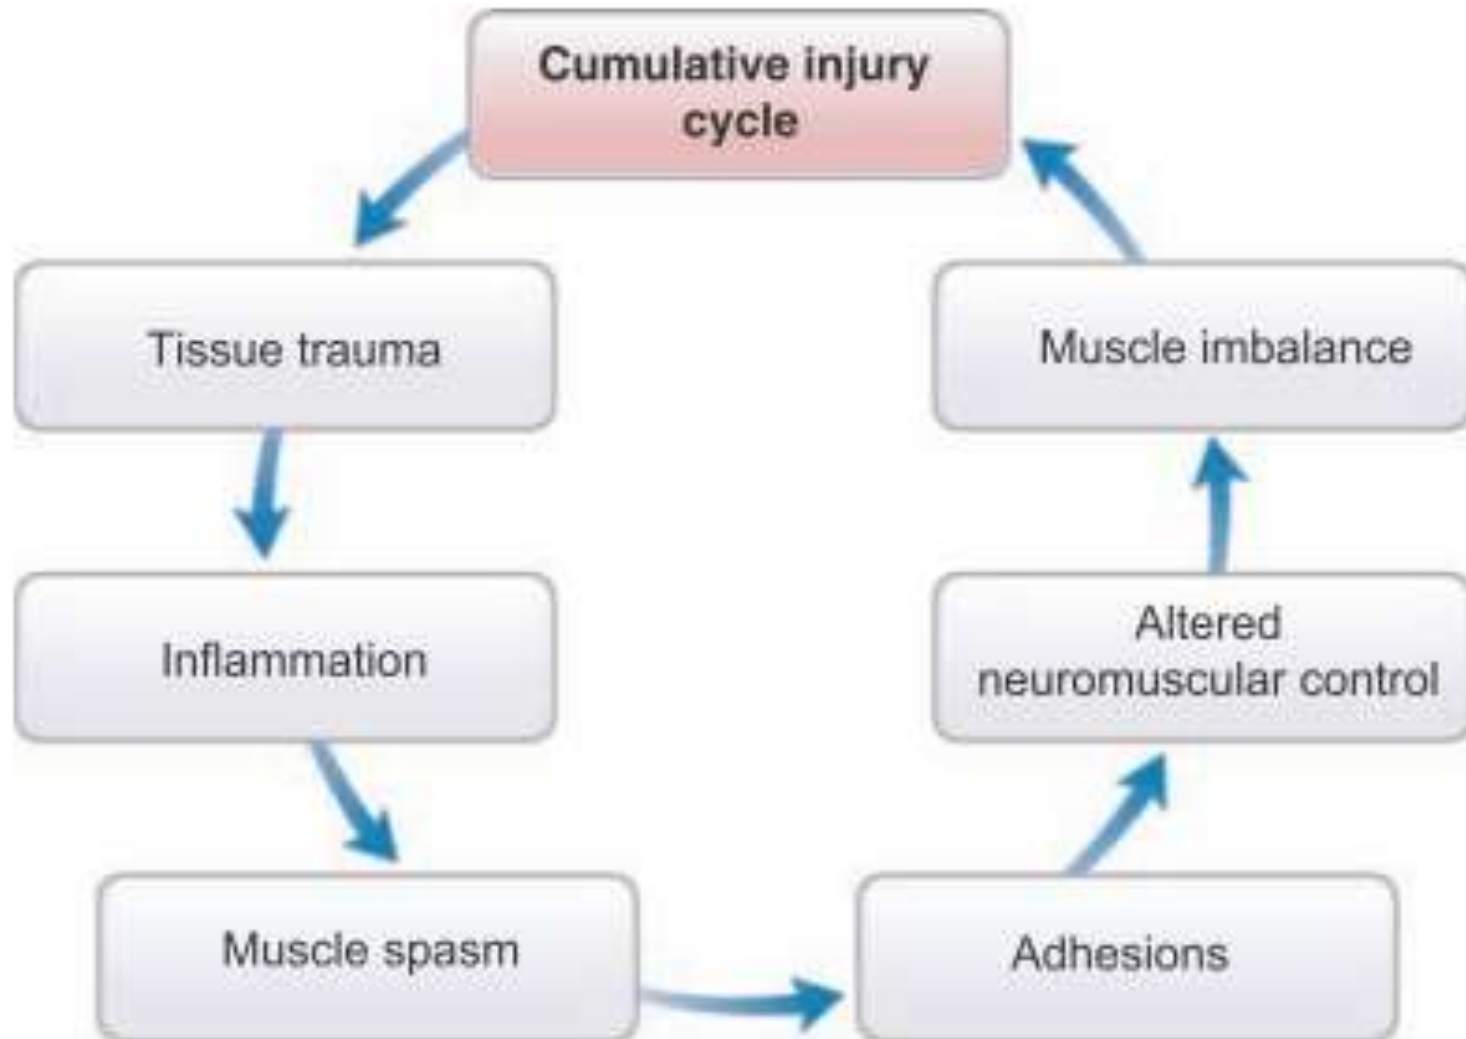 Cumulative injury
cycle
Tissue trauma
Inflammation
Muscle spasm
Adhesions
Altered
neuromuscular control
Muscle imbalance